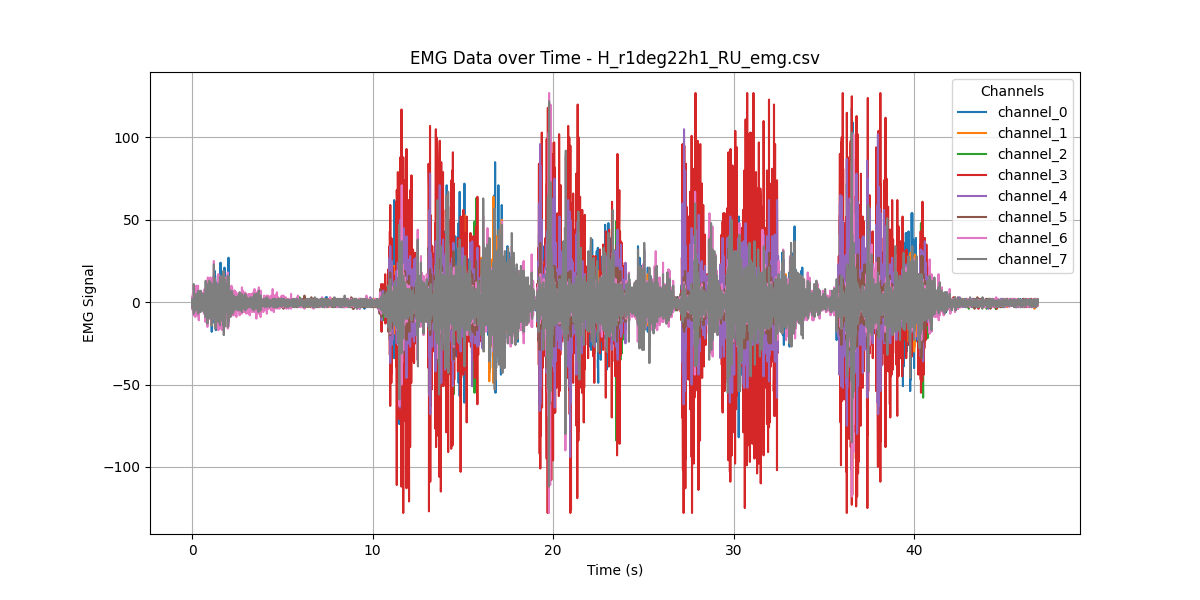 EMG Data over Time - H_r1deg22h1_RU_emg.csv
EMG Signal
100
50
0
−50
−100
0
10
20
30
40
Time (s)
Channels
channel_0
channel_1
channel_2
channel_3
channel_4
channel_5
channel_6
channel_7